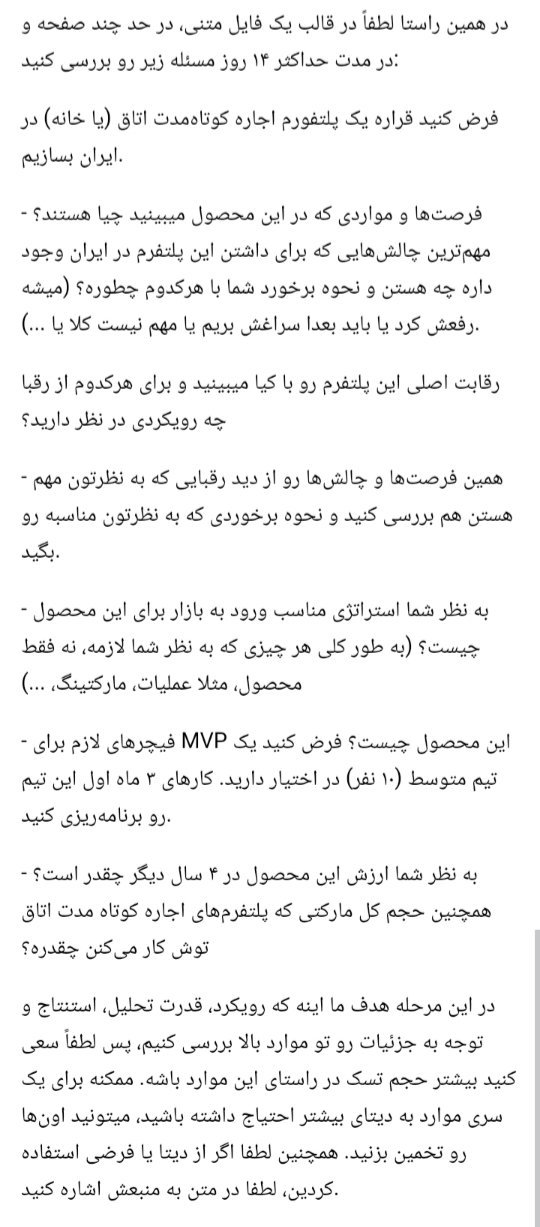 در همین راستا لطفاً در قالب یک فایل متنی، در حد چند صفحه و
در مدت حداکثر ۱۴ روز مسئله زیر رو بررسی کنید:
فرض کنید قراره یک پلتفورم اجاره کوتاه‌مدت اتاق (یا خانه) در
ایران بسازیم.
- فرصت‌ها و مواردی که در این محصول میبینید چیا هستند؟
مهم‌ترین چالش‌هایی که برای داشتن این پلتفرم در ایران وجود
داره چه هستن و نحوه برخورد شما با هرکدوم چطوره؟ (میشه
رفعش کرد یا باید بعدا سراغش بریم یا مهم نیست کلا یا ...).
رقابت اصلی این پلتفرم رو با کیا میبینید و برای هرکدوم از رقبا
چه رویکردی در نظر دارید؟
- همین فرصت‌ها و چالش‌ها رو از دید رقبایی که به نظرتون مهم
هستن هم بررسی کنید و نحوه برخوردی که به نظرتون مناسبه رو
بگید.
- به نظر شما استراتژی مناسب ورود به بازار برای این محصول
چیست؟ (به طور کلی هر چیزی که به نظر شما لازمه، نه فقط
محصول، مثلا عملیات، مارکتینگ، ...)
- این محصول چیست؟ فرض کنید یک MVP فیچرهای لازم برای
تیم متوسط (۱۰ نفر) در اختیار دارید. کارهای ۳ ماه اول این تیم
رو برنامه‌ریزی کنید.
- به نظر شما ارزش این محصول در ۴ سال دیگر چقدر است؟
همچنین حجم کل مارکتی که پلتفرم‌های اجاره کوتاه مدت اتاق
توش کار می‌کنن چقدره؟
در این مرحله هدف ما اینه که رویکرد، قدرت تحلیل، استنتاج و
توجه به جزئیات رو تو موارد بالا بررسی کنیم، پس لطفاً سعی
کنید بیشتر حجم تسک در راستای این موارد باشه. ممکنه برای یک
سری موارد به دیتای بیشتر احتیاج داشته باشید، میتونید اون‌ها
رو تخمین بزنید. همچنین لطفا اگر از دیتا یا فرضی استفاده
کردین، لطفا در متن به منبعش اشاره کنید.